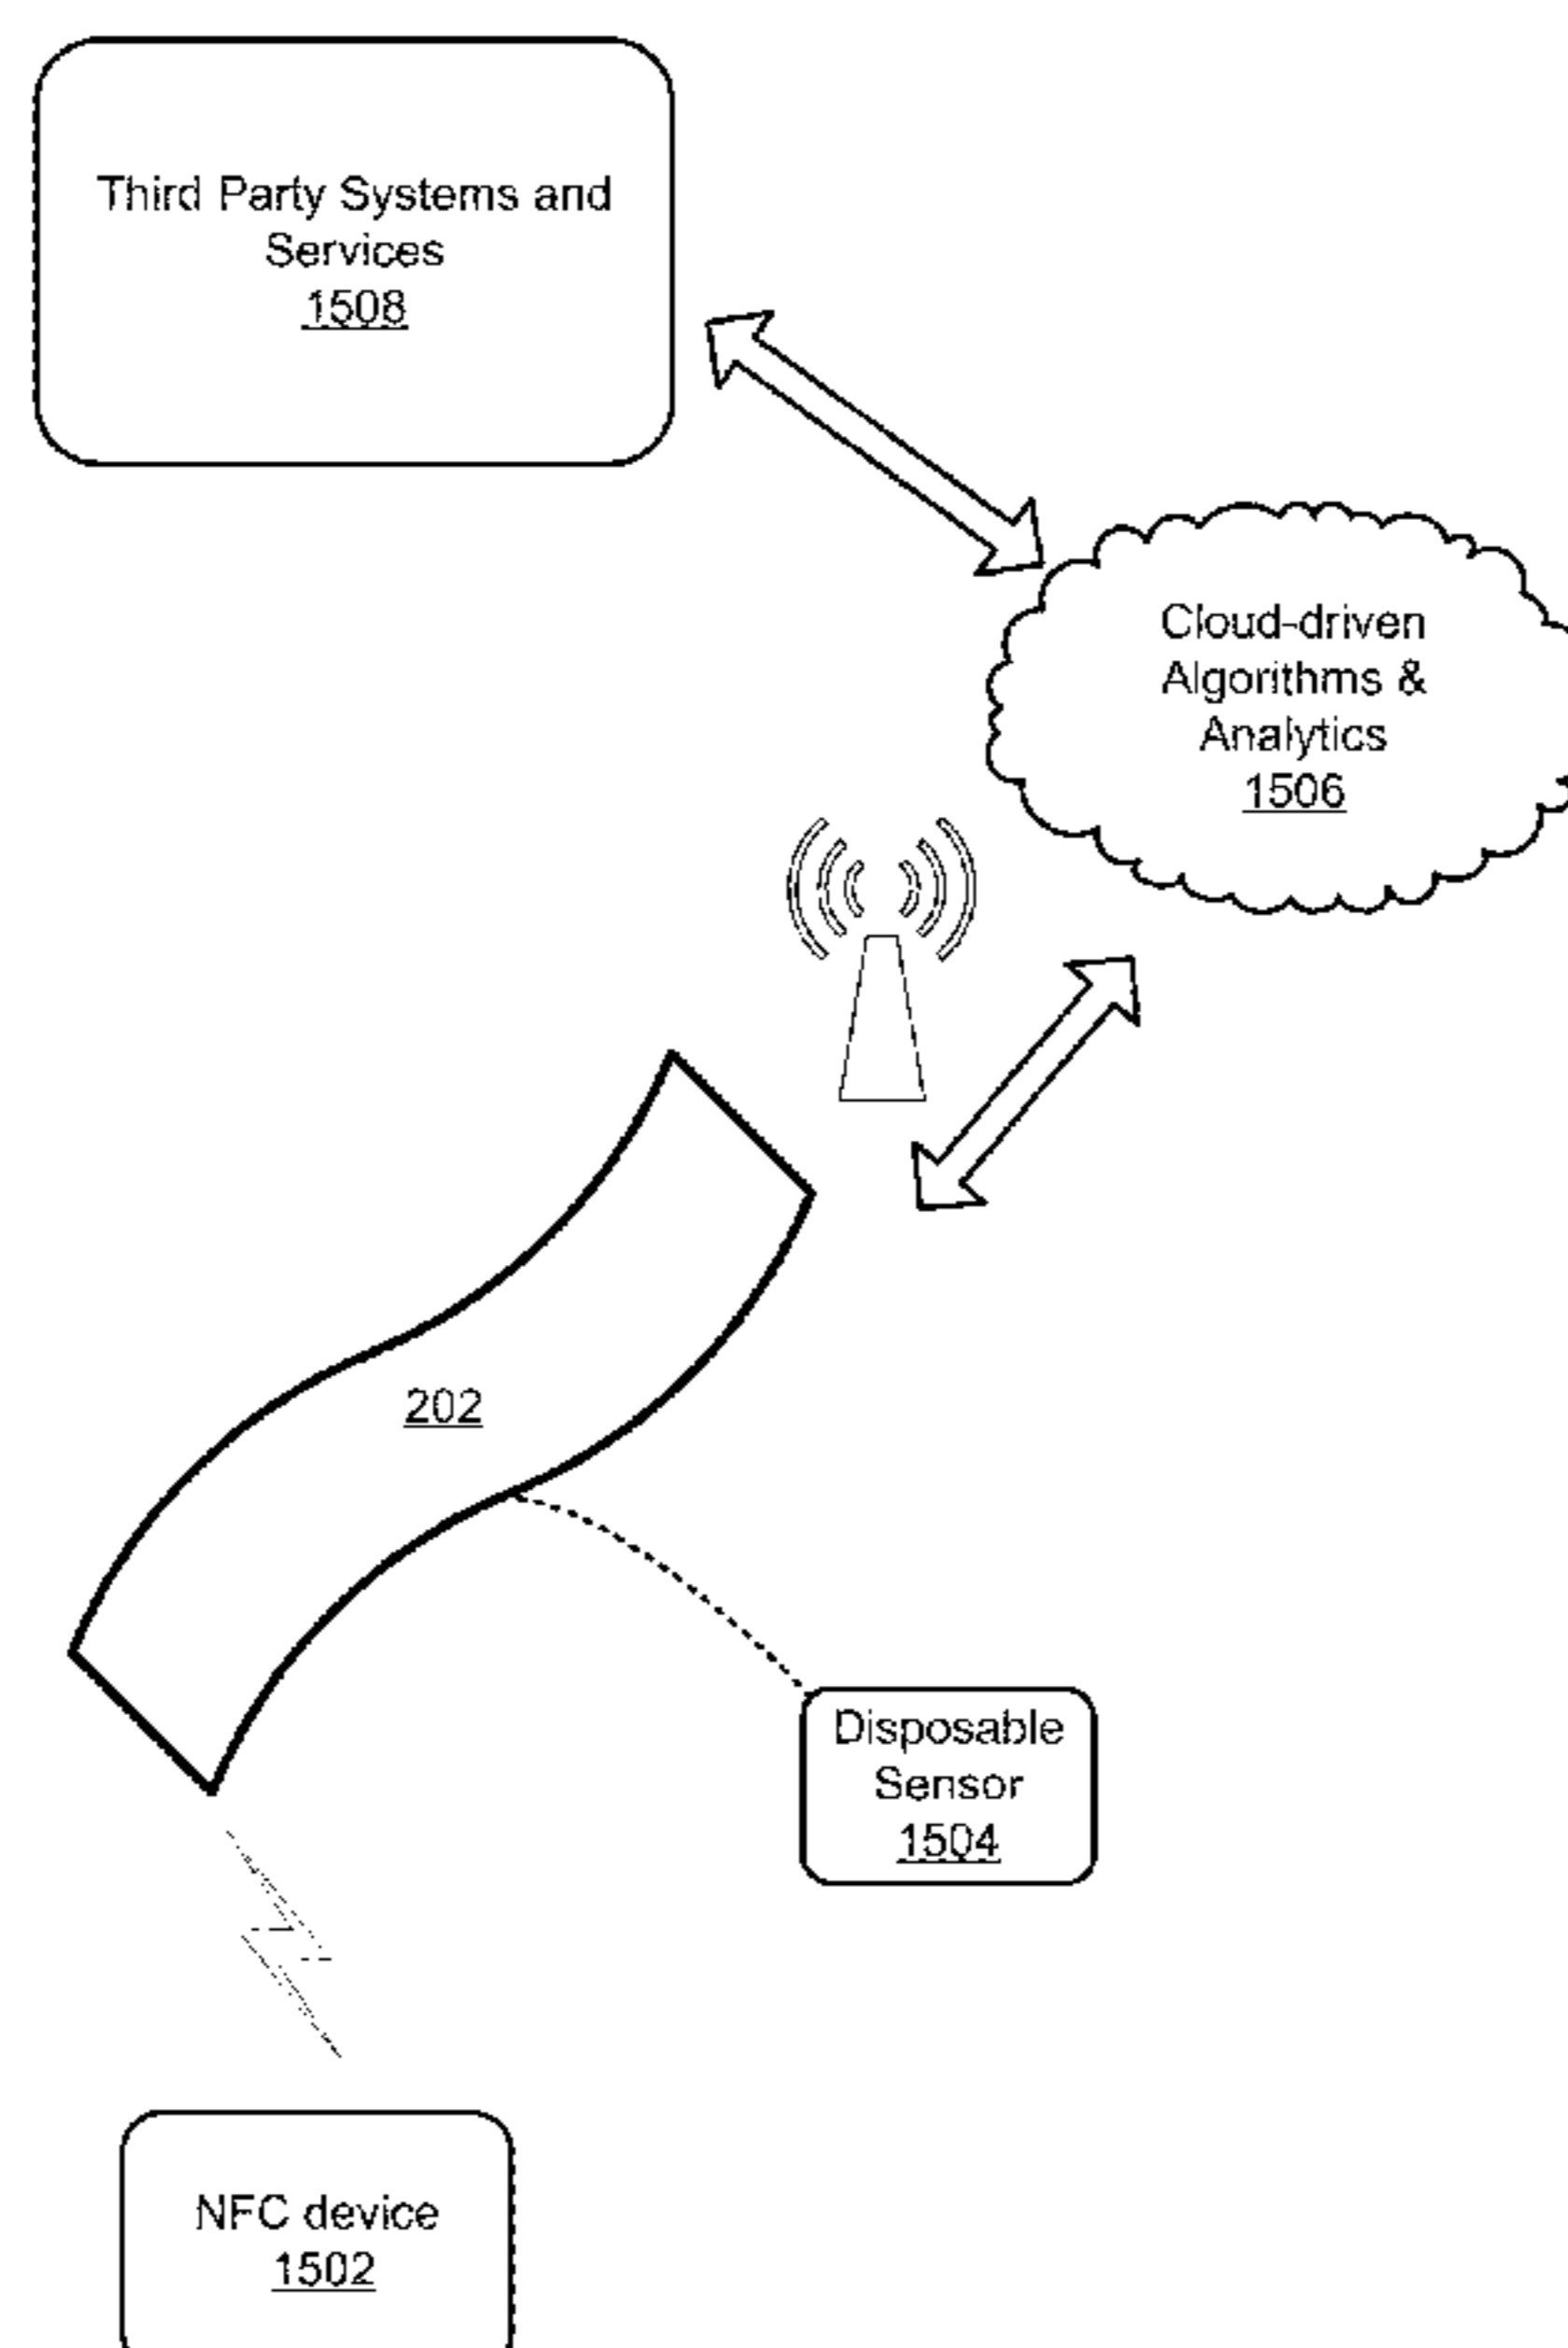 Third Party Systems and
Services
1508
Cloud-driven
Algorithms &
Analytics
1506
202
Disposable
Sensor
1504
NFC device
1502